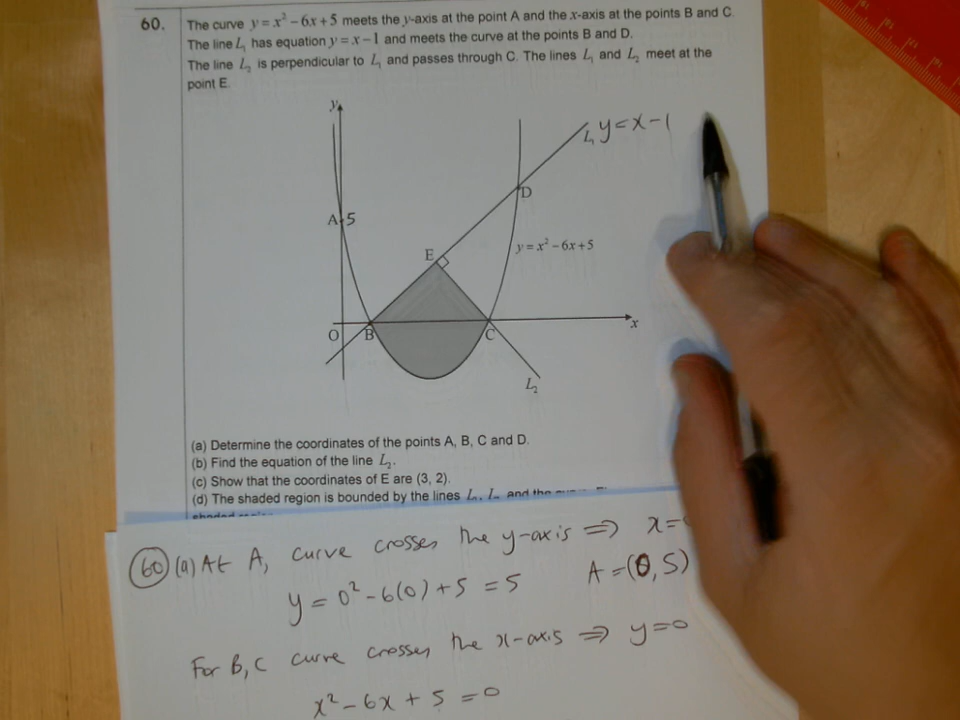 60.
The curve y = x² – 6x + 5 meets the y-axis at the point A and the x-axis at the points B and C.
The line L₁ has equation y = x – 1 and meets the curve at the points B and D.
The line L₂ is perpendicular to L₁ and passes through C. The lines L₁ and L₂ meet at the
point E.
y
L₁ y = x – 1
D
A 5
y = x² – 6x + 5
E
O B C x
L₂
(a) Determine the coordinates of the points A, B, C and D.
(b) Find the equation of the line L₂.
(c) Show that the coordinates of E are (3, 2).
(d) The shaded region is bounded by the lines L₁, L₂ and the
shaded
60 (a) At A, curve crosses the y-axis ⇒ x =
y = 0² – 6(0) + 5 = 5 A = (0, 5)
For B, C curve crosses the x-axis ⇒ y = 0
x² – 6x + 5 = 0